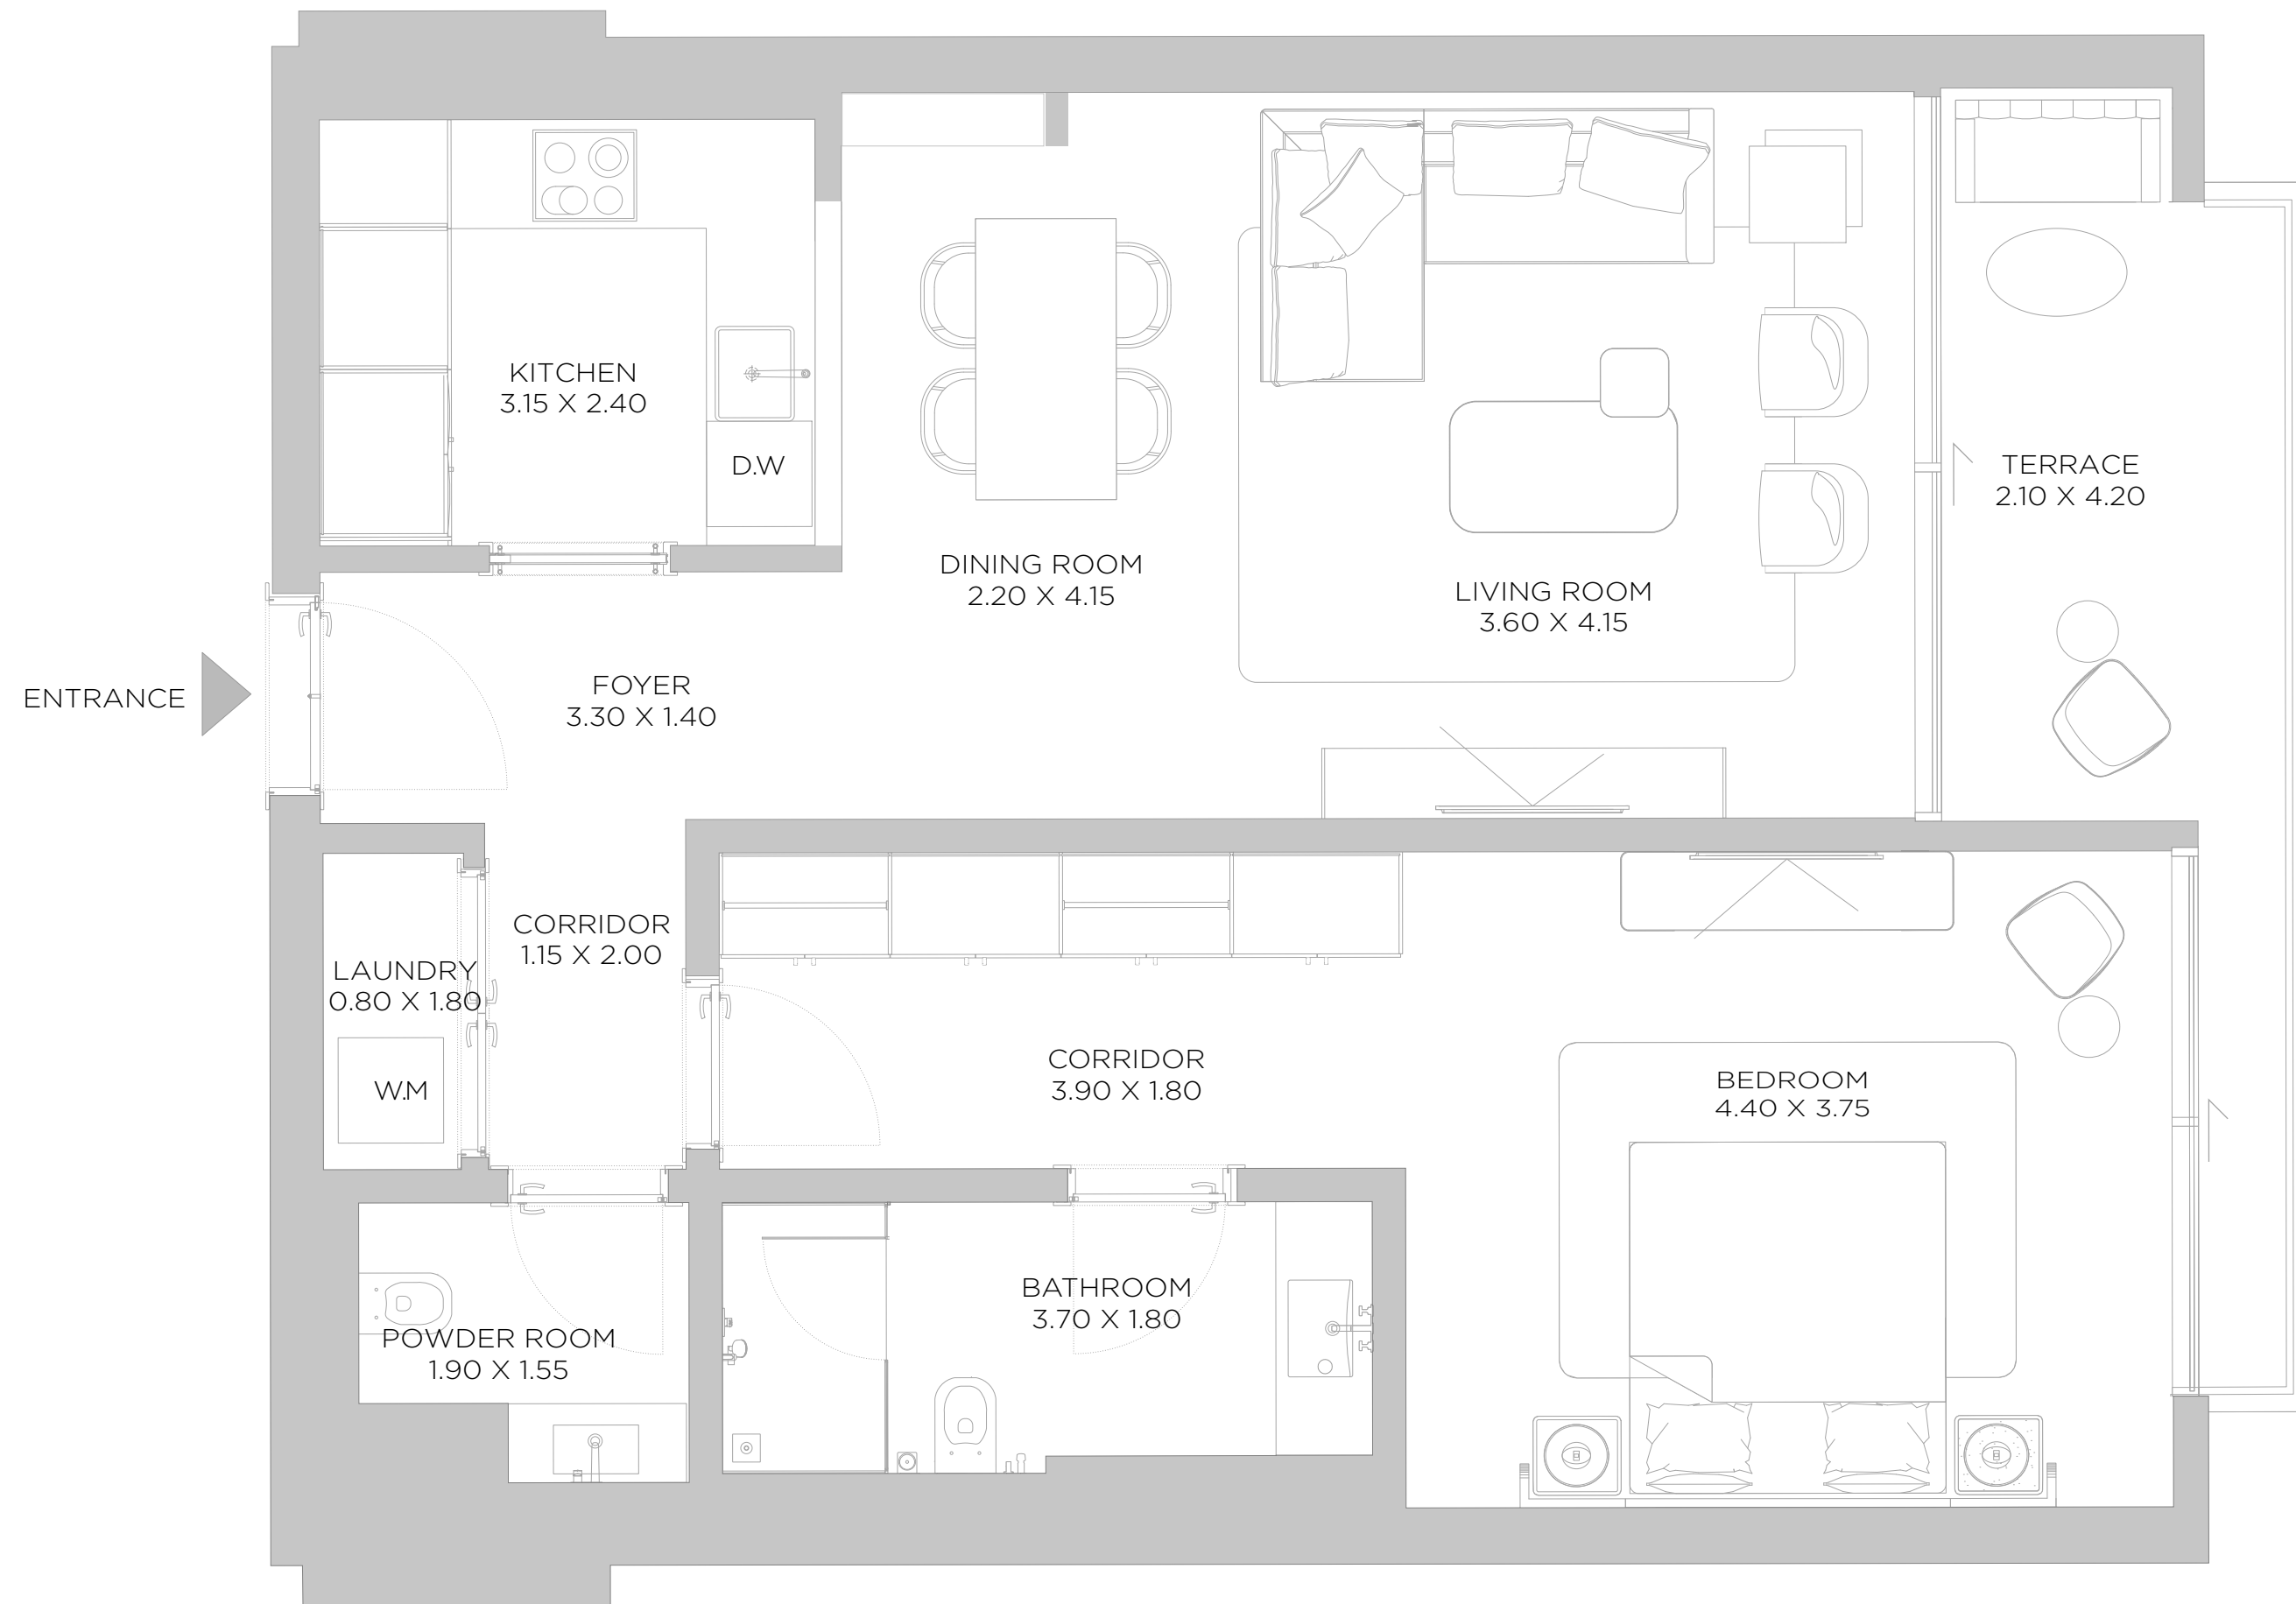 KITCHEN
3.15 X 2.40
D.W
TERRACE
2.10 X 4.20
DINING ROOM
2.20 X 4.15
LIVING ROOM
3.60 X 4.15
ENTRANCE
FOYER
3.30 X 1.40
CORRIDOR
1.15 X 2.00
LAUNDRY
0.80 X 1.80
W.M
CORRIDOR
3.90 X 1.80
BEDROOM
4.40 X 3.75
BATHROOM
3.70 X 1.80
POWDER ROOM
1.90 X 1.55